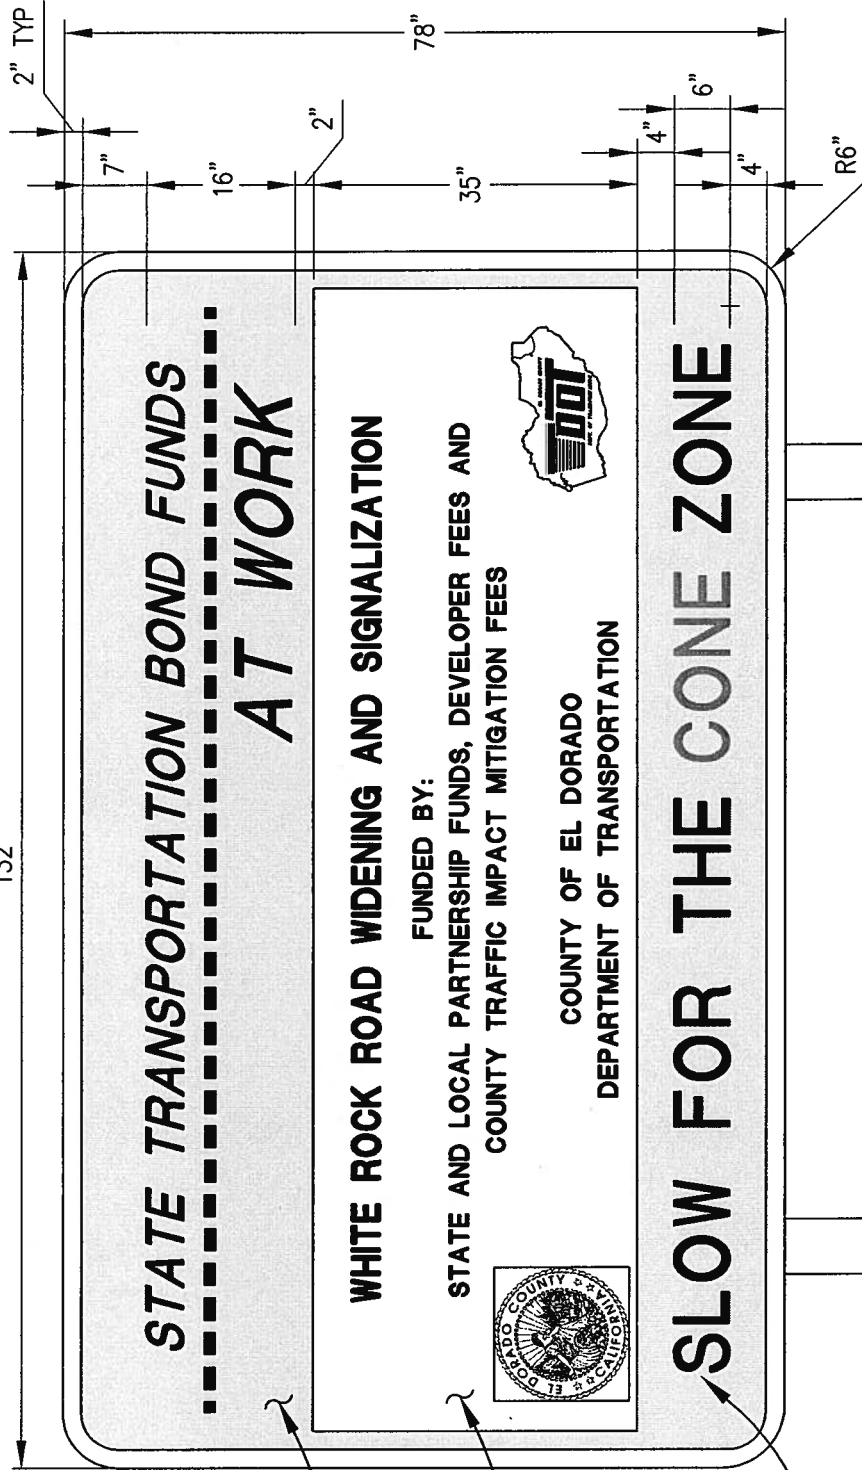 132
STATE TRANSPORTATION BOND FUNDS
AT WORK
WHITE ROCK ROAD WIDENING AND SIGNALIZATION
FUNDED BY:
STATE AND LOCAL PARTNERSHIP FUNDS, DEVELOPER FEES AND
COUNTY TRAFFIC IMPACT MITIGATION FEES
COUNTY OF EL DORADO
DEPARTMENT OF TRANSPORTATION
EL DORADO COUNTY
CALIFORNIA
DOT
SLOW FOR THE CONE ZONE
2" TYP
7"
16"
2"
35"
4"
6"
4"
78"
R6"